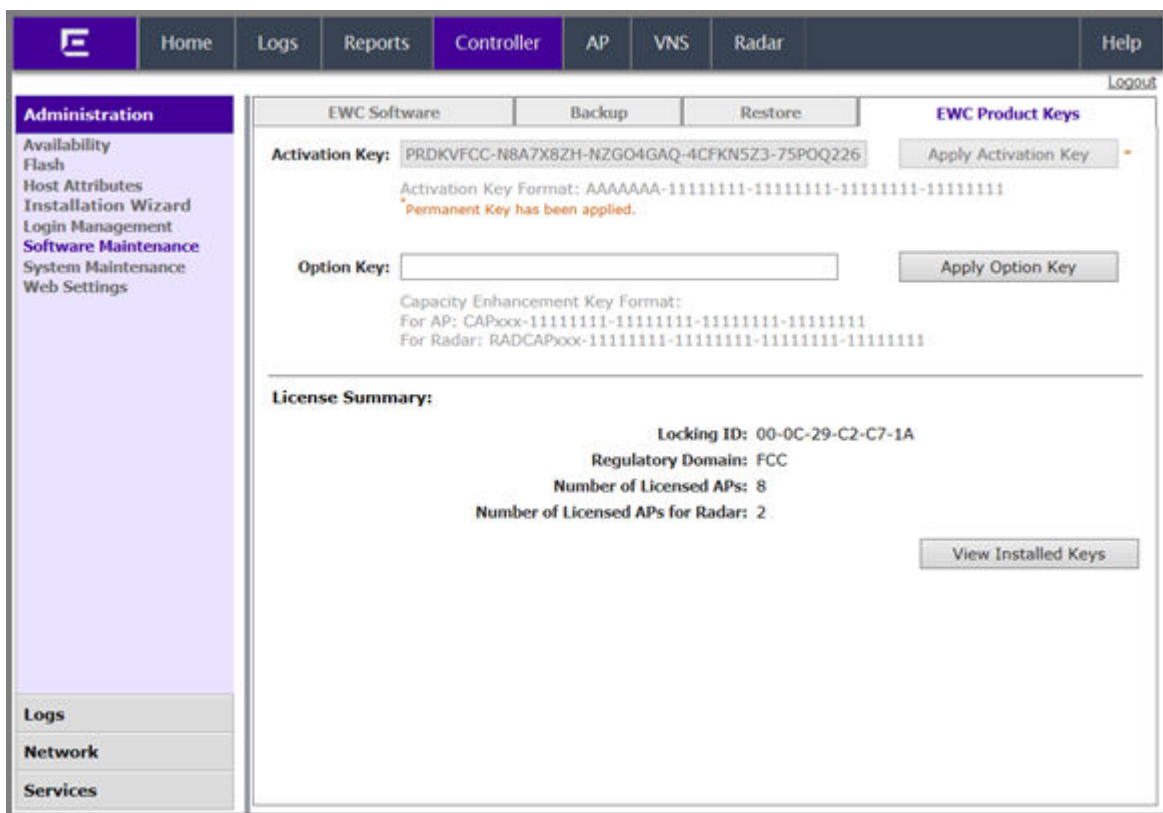 Home Logs Reports Controller AP VNS Radar Help
Logout
Administration
Availability
Flash
Host Attributes
Installation Wizard
Login Management
Software Maintenance
System Maintenance
Web Settings
Logs
Network
Services
EWC Software Backup Restore EWC Product Keys
Activation Key: PRDKVFCC-N8A7X8ZH-NZGO4GAQ-4CFKN5Z3-75POQ226 Apply Activation Key *
Activation Key Format: AAAAAAA-11111111-11111111-11111111-11111111
*Permanent Key has been applied.
Option Key: Apply Option Key
Capacity Enhancement Key Format:
For AP: CAPxxx-11111111-11111111-11111111-11111111
For Radar: RADCAPxxx-11111111-11111111-11111111-11111111
License Summary:
Locking ID: 00-0C-29-C2-C7-1A
Regulatory Domain: FCC
Number of Licensed APs: 8
Number of Licensed APs for Radar: 2
View Installed Keys